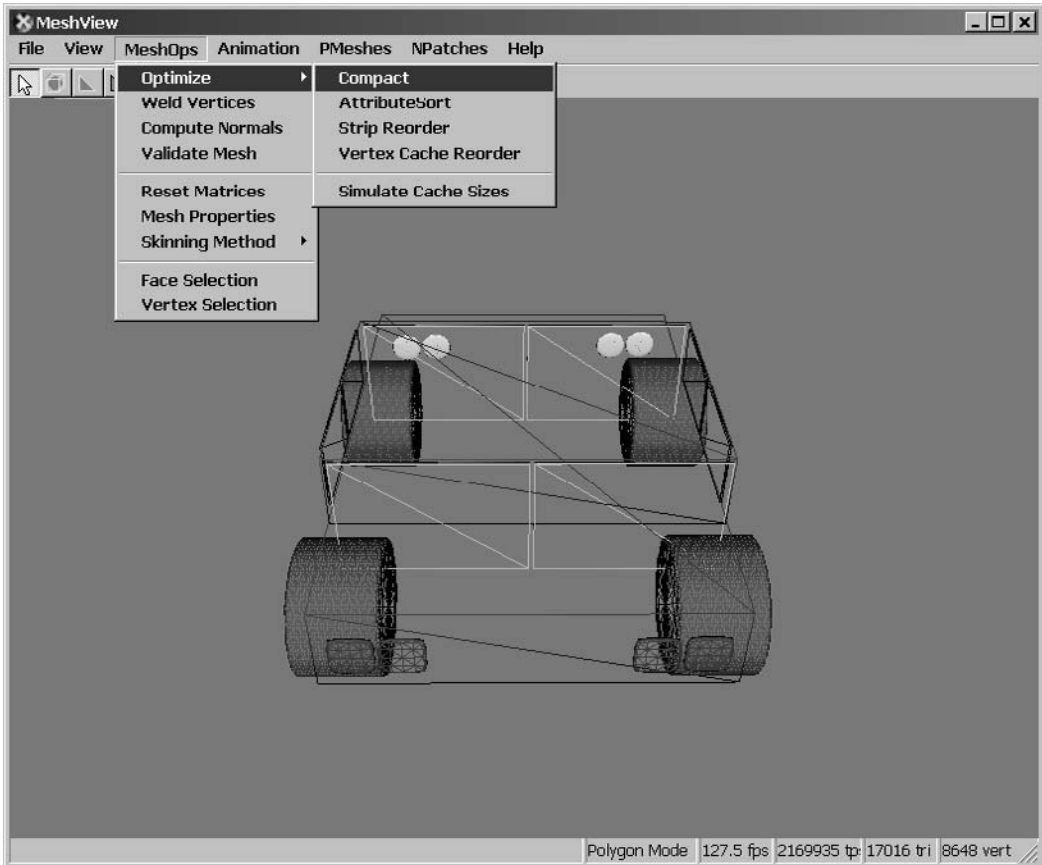 MeshView
File View MeshOps Animation PMeshes NPatches Help
Optimize
Weld Vertices
Compute Normals
Validate Mesh
Reset Matrices
Mesh Properties
Skinning Method
Face Selection
Vertex Selection
Compact
AttributeSort
Strip Reorder
Vertex Cache Reorder
Simulate Cache Sizes
Polygon Mode 127.5 fps 2169935 tp 17016 tri 8648 vert